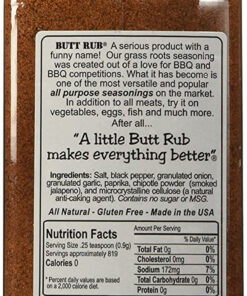 BUTT RUB® A serious product with a
funny name! Our grass roots seasoning
was created out of a love for BBQ and
BBQ competitions. What it has become is
one of the most versatile and popular
all purpose seasonings on the market.
In addition to all meats, try it on
vegetables, eggs, fish and much more.
After all...
"A little Butt Rub
makes everything better"®
Ingredients: Salt, black pepper, granulated onion,
granulated garlic, paprika, chipotle powder (smoked
jalapeno), and microcrystalline cellulose (a natural
anti-caking agent). Contains no sugar or MSG.
All Natural - Gluten Free - Made in the USA
Nutrition Facts
Serving Size .25 teaspoon (0.9g)
Servings approximately 819
Calories 0
*Percent daily values are based
on a 2,000 calorie diet.
Amount Per Serving
% Daily Value*
Total Fat 0g 0%
Cholesterol 0mg 0%
Sodium 172mg 7%
Total Carbohydrate 0g 0%
Protein 0g